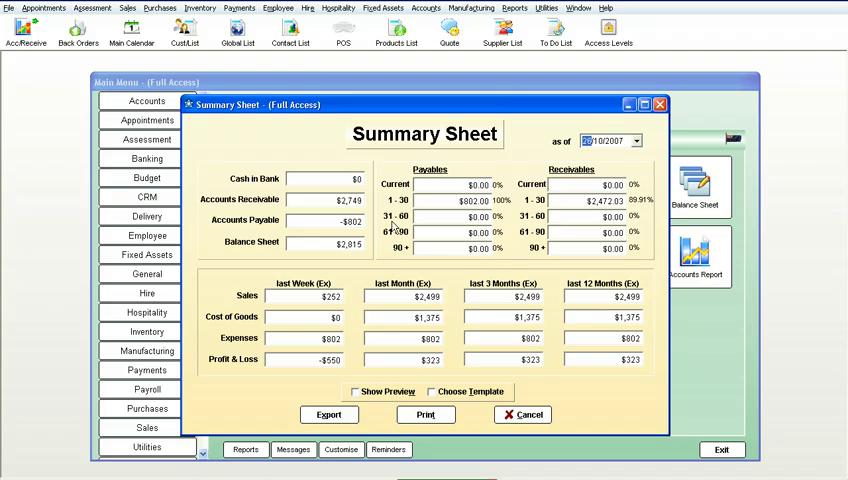 File Appointments Assessment Sales Purchases Inventory Payments Employee Hire Hospitality Fixed Assets Accounts Manufacturing Reports Utilities Window Help
Acc/Receive Back Orders Main Calendar Cust/List Global List Contact List POS Products List Quote Supplier List To Do List Access Levels
Main Menu - (Full Access)
Accounts
Appointments
Assessment
Banking
Budget
CRM
Delivery
Employee
Fixed Assets
General
Hire
Hospitality
Inventory
Manufacturing
Payments
Payroll
Purchases
Sales
Utilities
Summary Sheet - (Full Access)
Summary Sheet
as of /10/2007
Cash in Bank $0
Accounts Receivable $2,749
Accounts Payable -$802
Balance Sheet $2,815
Payables
Current $0.00 0%
1 - 30 $802.00 100%
31 - 60 $0.00 0%
61 - 90 $0.00 0%
90 + $0.00 0%
Receivables
Current $0.00 0%
1 - 30 $2,472.03 89.91%
31 - 60 $0.00 0%
61 - 90 $0.00 0%
90 + $0.00 0%
last Week (Ex) last Month (Ex) last 3 Months (Ex) last 12 Months (Ex)
Sales $252 $2,499 $2,499 $2,499
Cost of Goods $0 $1,375 $1,375 $1,375
Expenses $802 $802 $802 $802
Profit & Loss -$550 $323 $323 $323
Show Preview Choose Template
Export Print Cancel
Balance Sheet
Accounts Report
Reports Messages Customise Reminders Exit